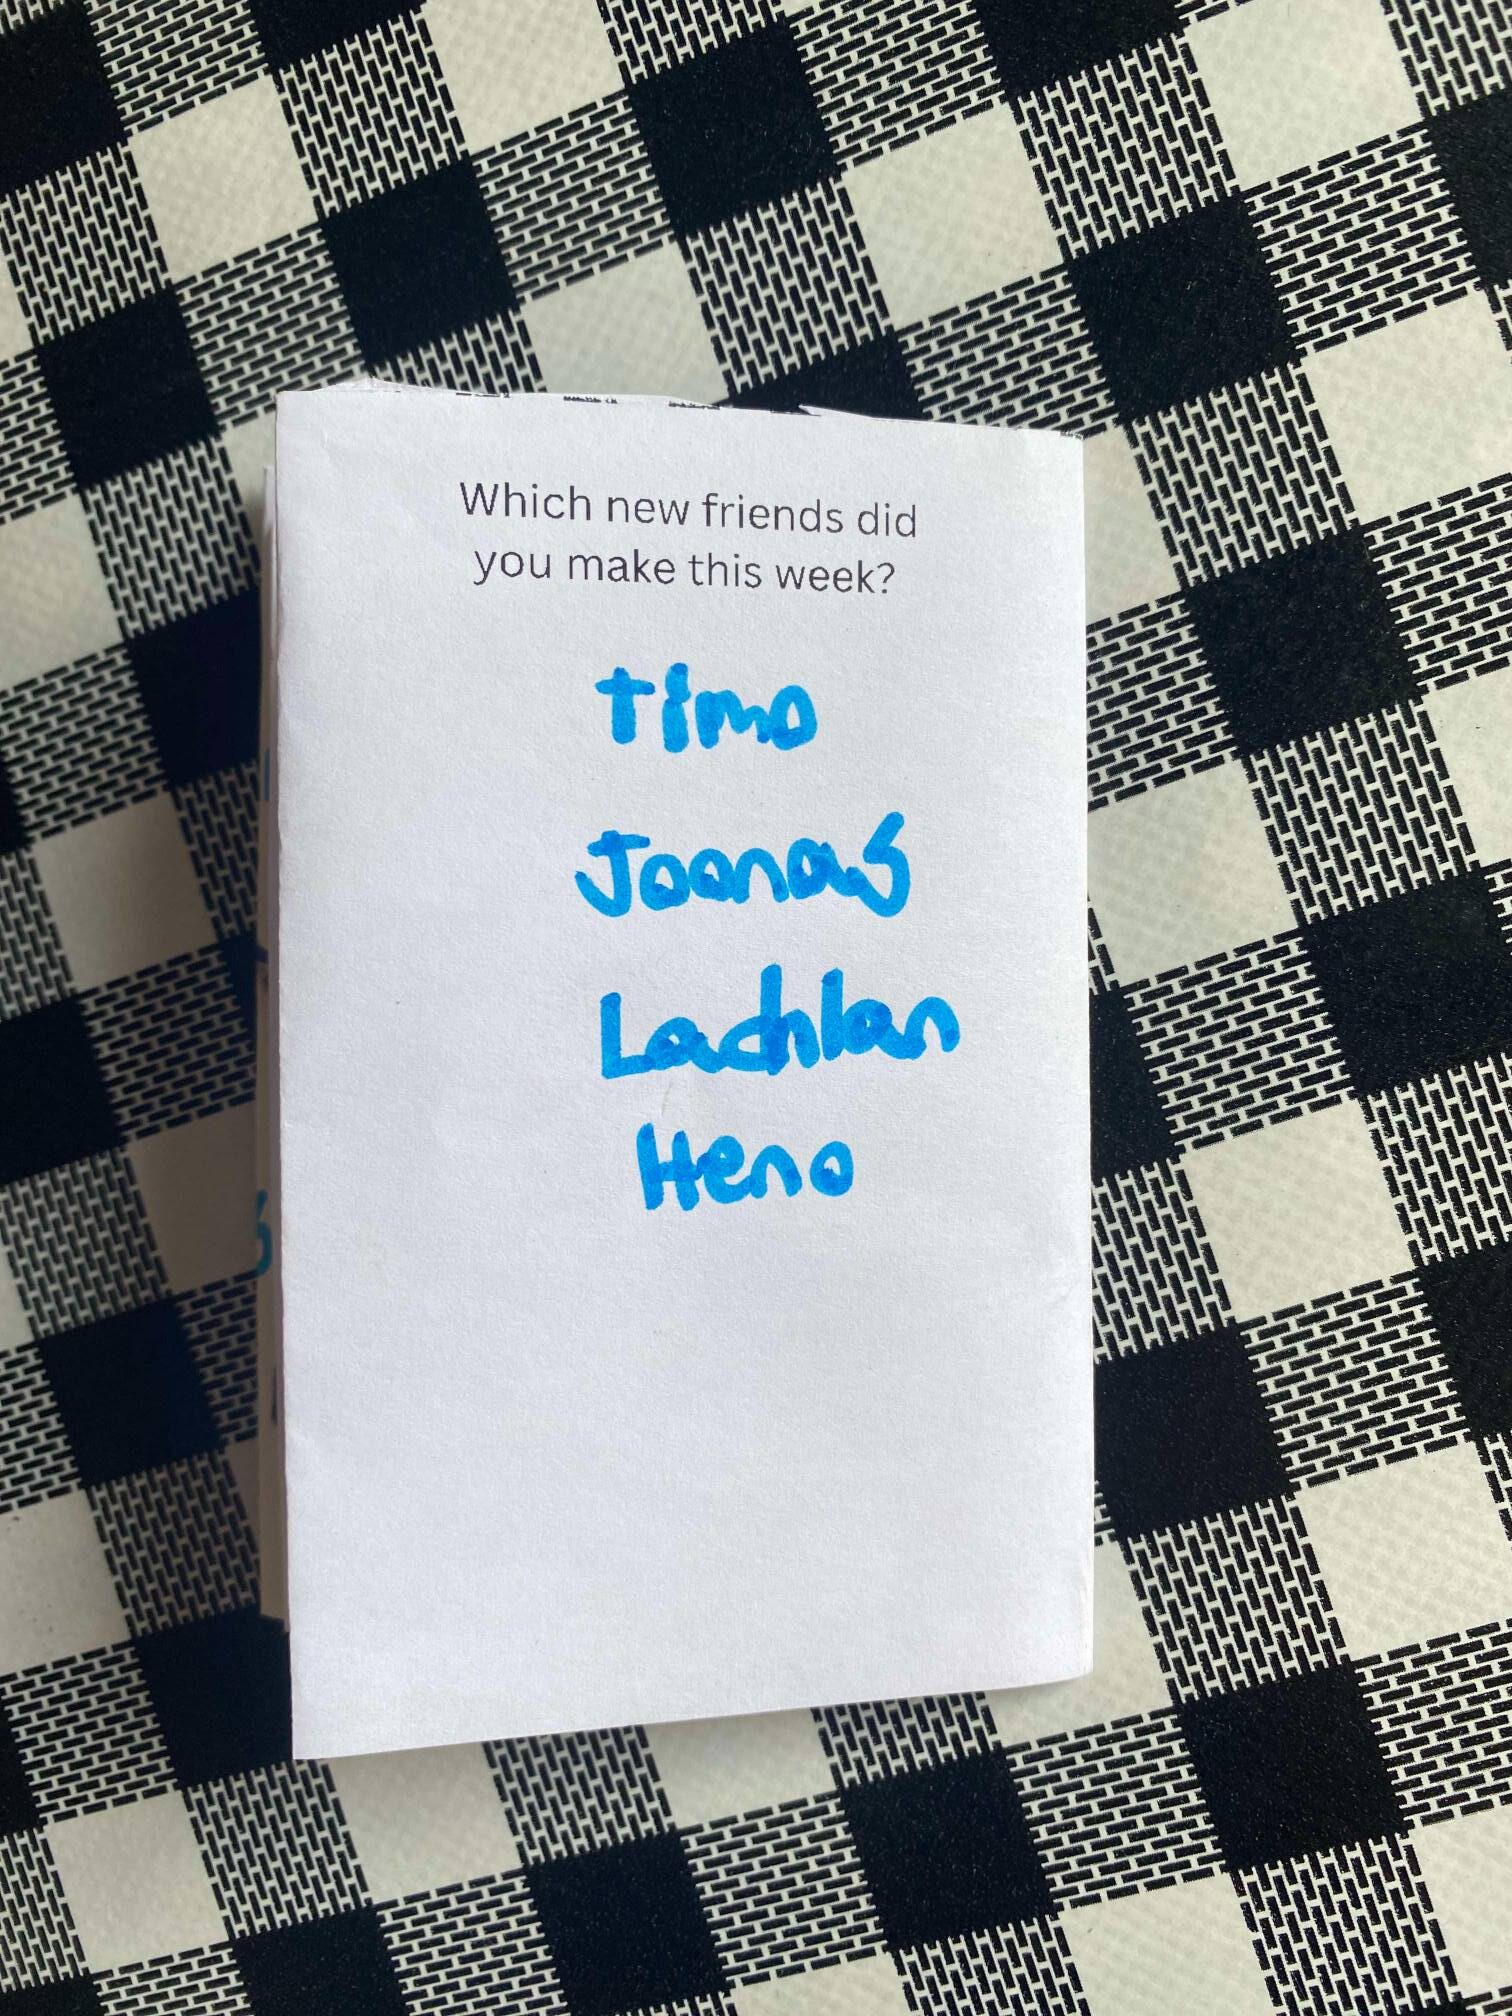 Which new friends did
you make this week?
Timo
Joonas
Lachlan
Heno